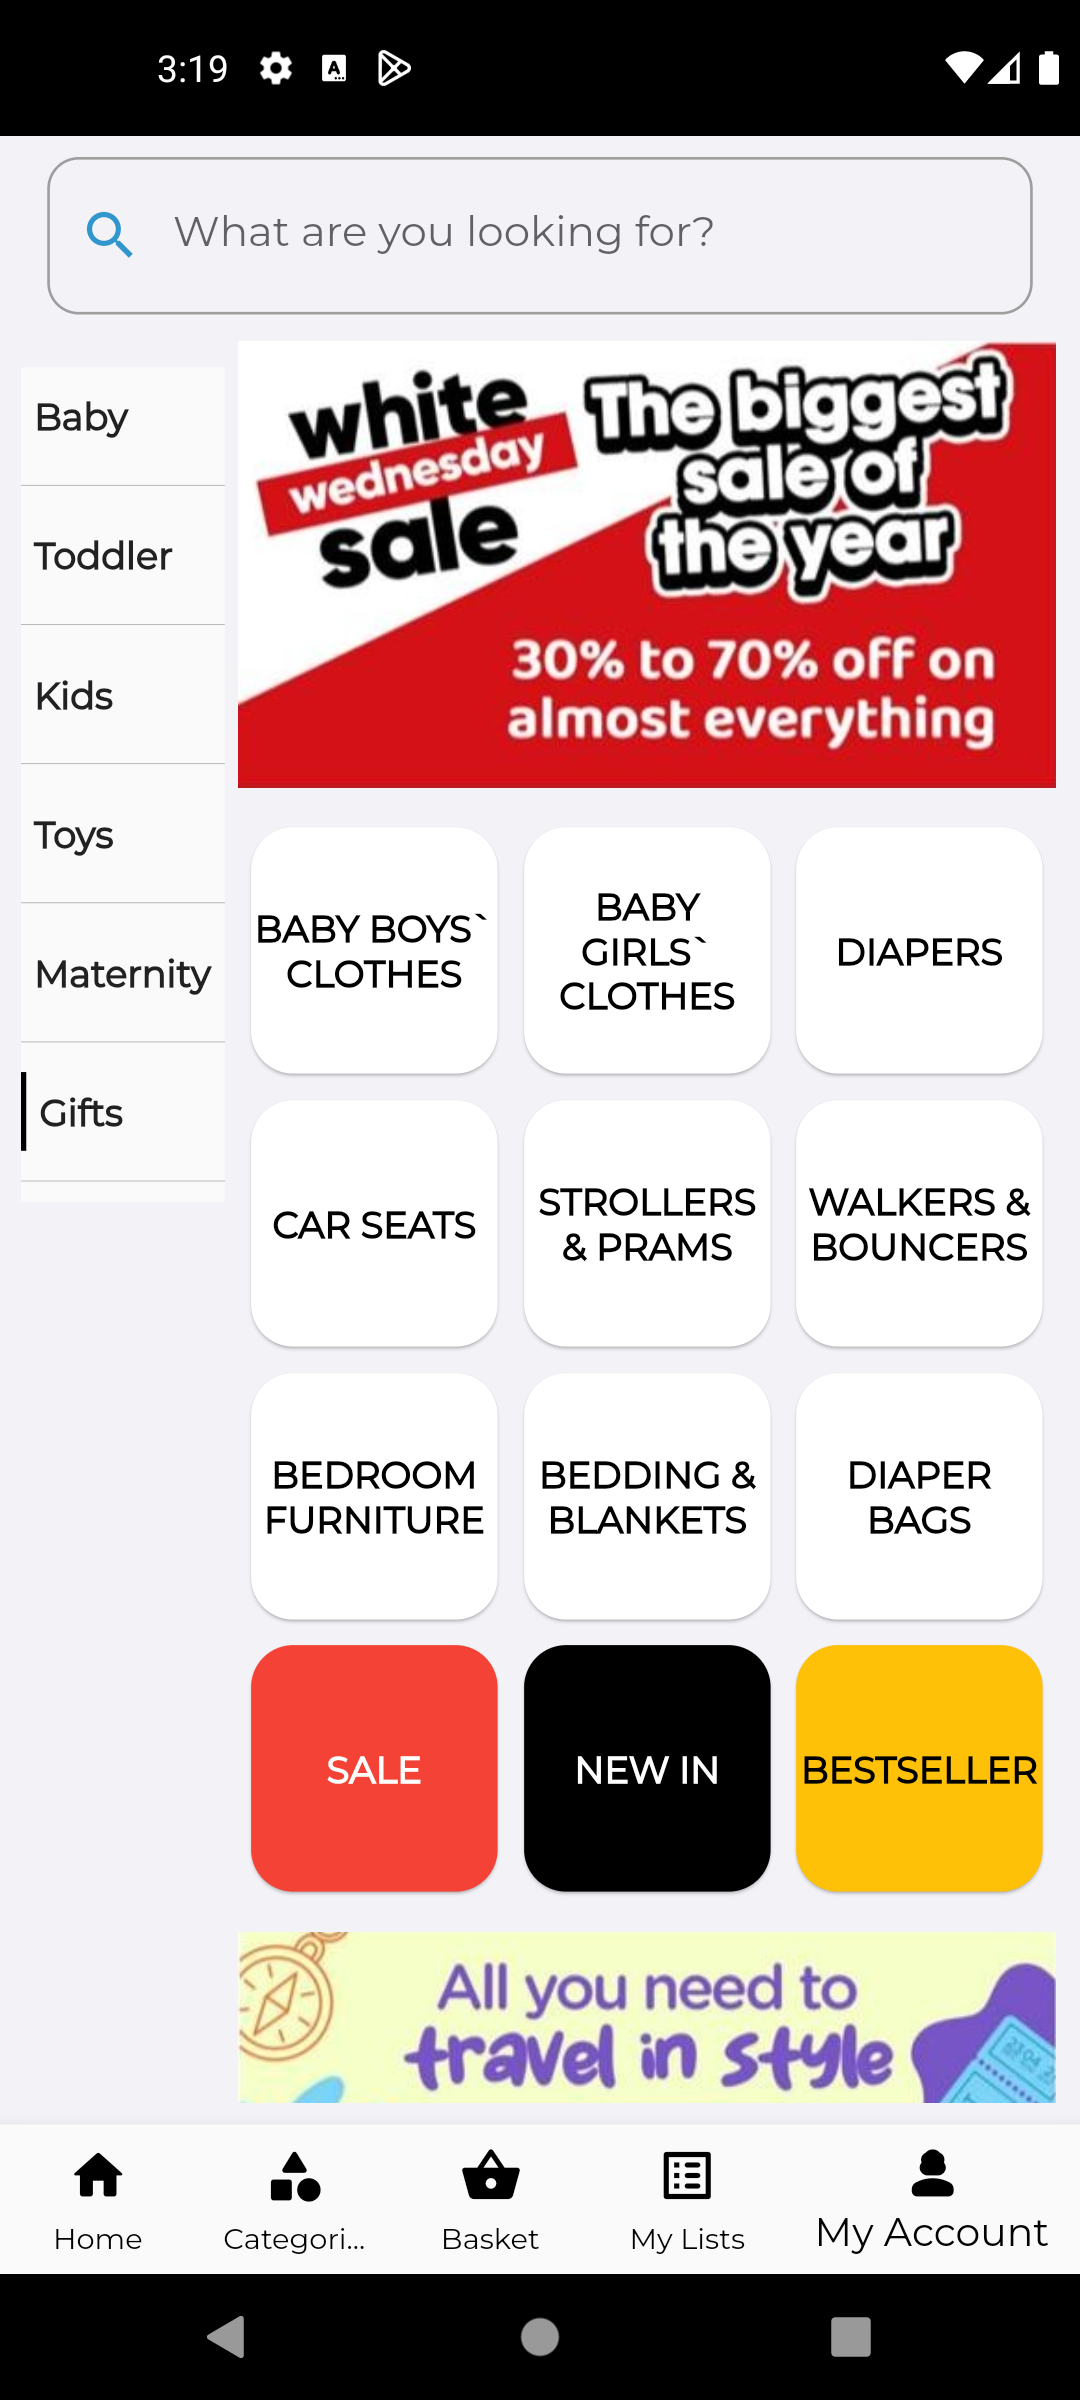 3:19
What are you looking for?
Baby
Toddler
Kids
Toys
Maternity
Gifts
white
wednesday
sale
The biggest
sale of
the year
30% to 70% off on
almost everything
BABY BOYS`
CLOTHES
BABY
GIRLS`
CLOTHES
DIAPERS
CAR SEATS
STROLLERS
& PRAMS
WALKERS &
BOUNCERS
BEDROOM
FURNITURE
BEDDING &
BLANKETS
DIAPER
BAGS
SALE
NEW IN
BESTSELLER
All you need to
travel in style
Home
Categori...
Basket
My Lists
My Account